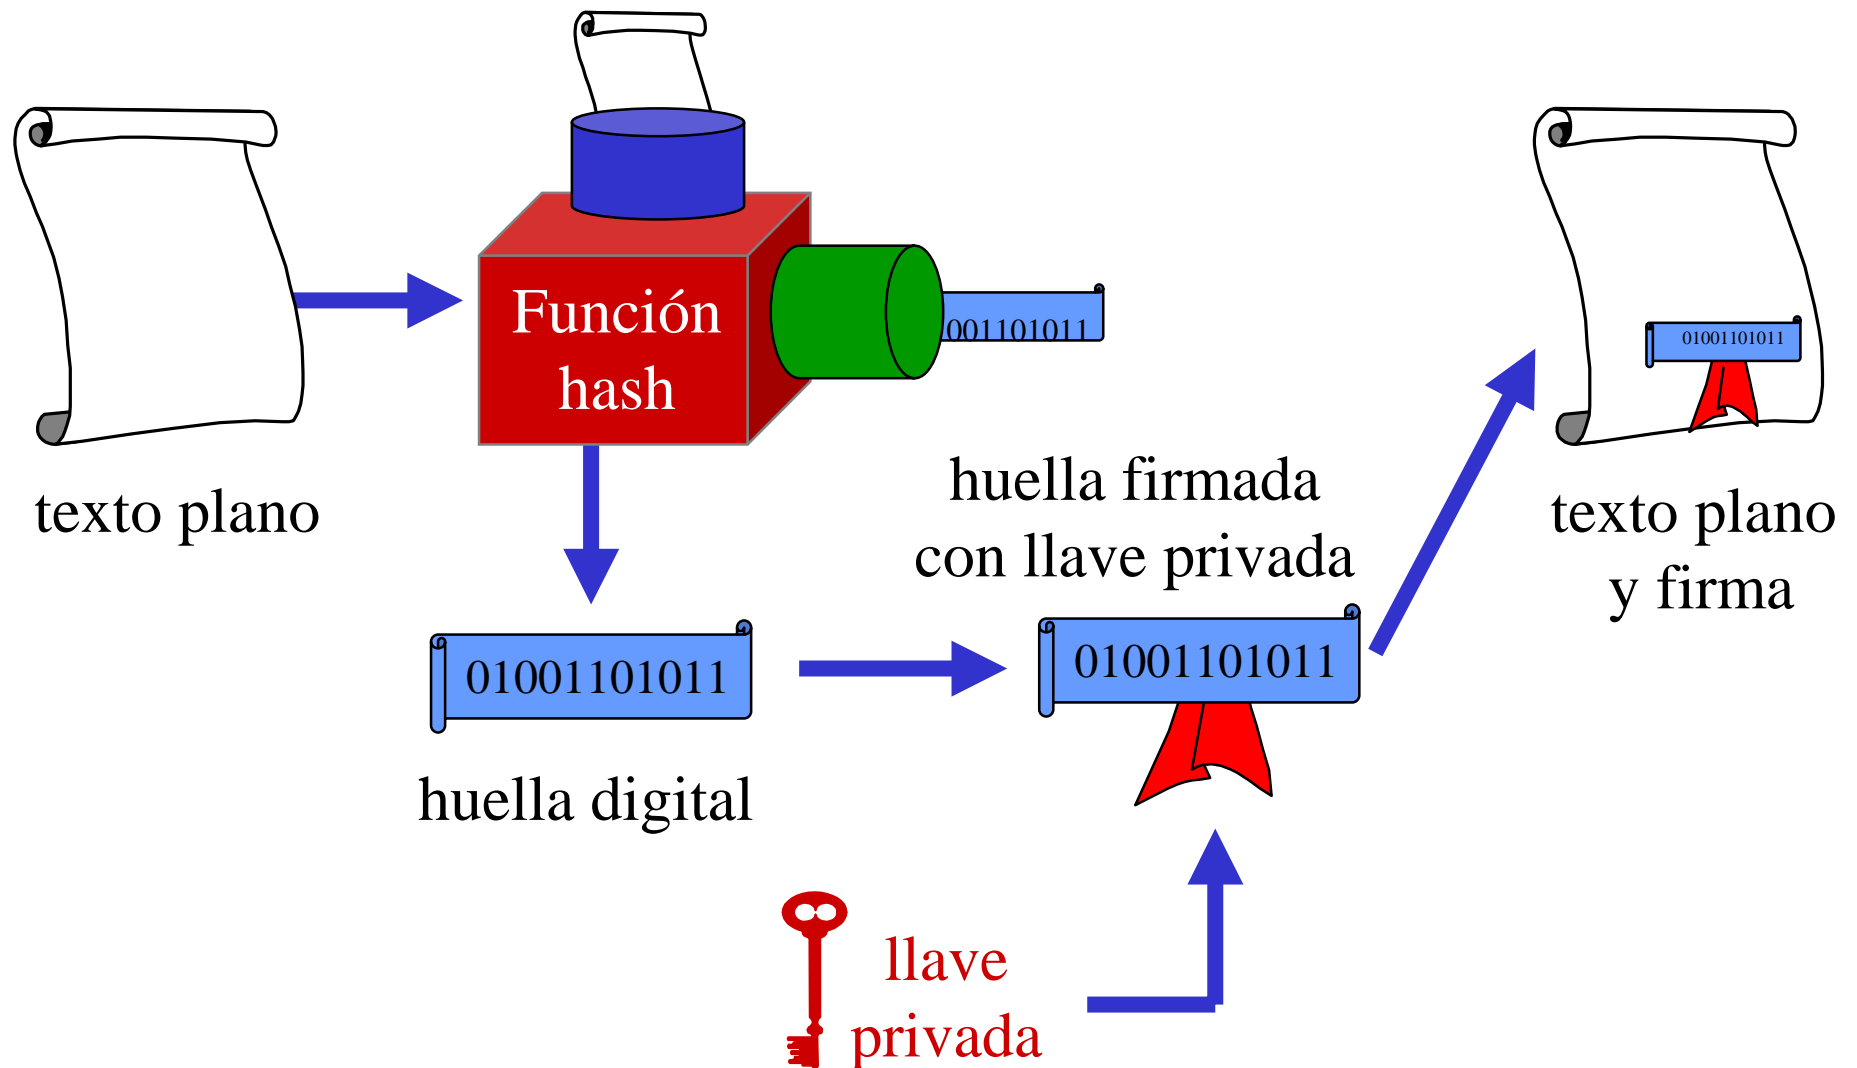 texto plano
Función
hash
001101011
huella digital
01001101011
huella firmada
con llave privada
01001101011
llave
privada
01001101011
texto plano
y firma